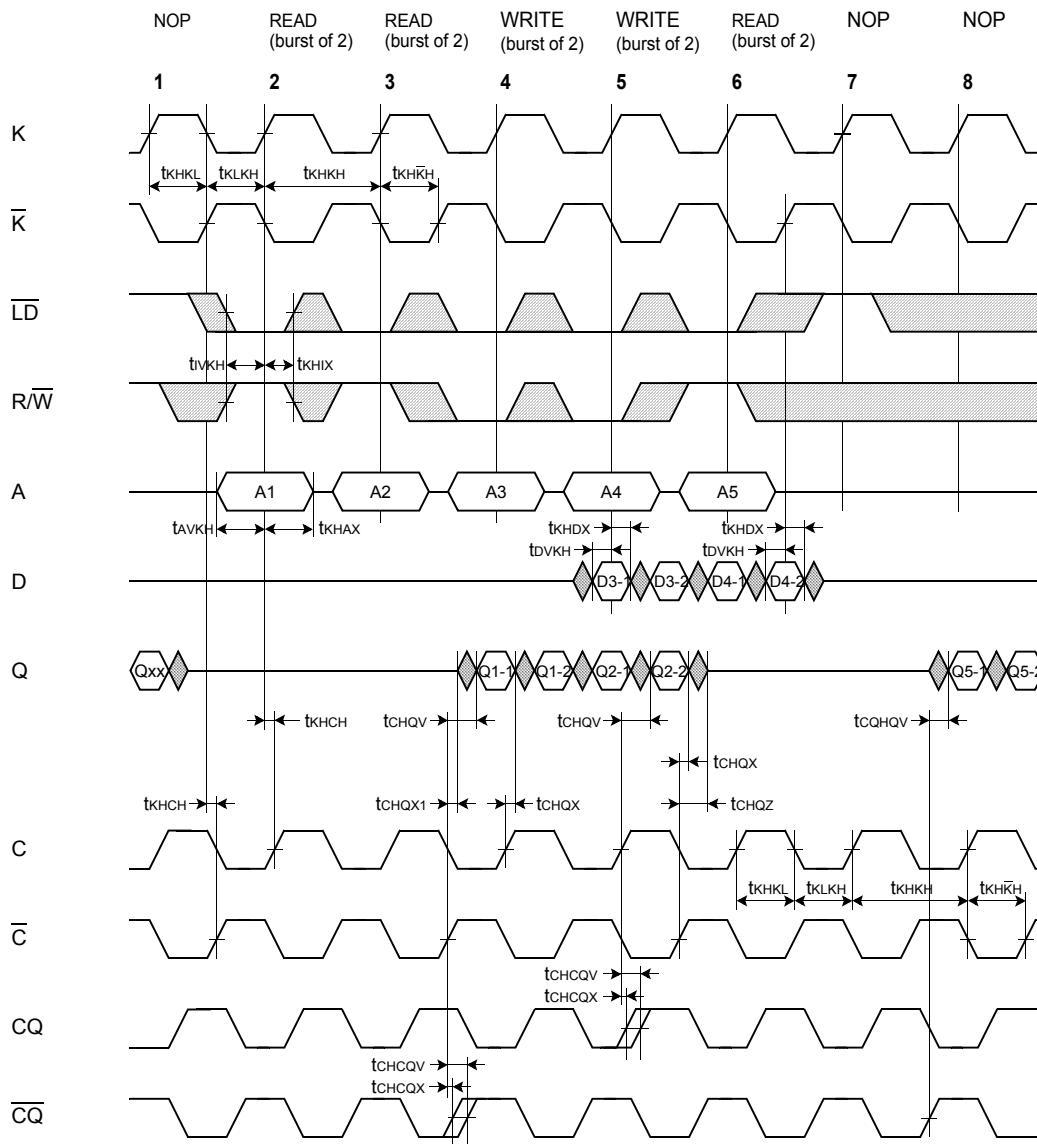 NOP READ READ WRITE WRITE READ NOP NOP
(burst of 2) (burst of 2) (burst of 2) (burst of 2) (burst of 2)
1 2 3 4 5 6 7 8
K
tKHKL tKLKH tKHKH tKHK̅H
K̅
L̅D̅
tIVKH tKHIX
R/W̅
A A1 A2 A3 A4 A5
tAVKH tKHAX tKHDX tKHDX
tDVKH tDVKH
D D3-1 D3-2 D4-1 D4-2
Q Qxx Q1-1 Q1-2 Q2-1 Q2-2 Q5-1 Q5-2
tKHCH tCHQV tCHQV tCQHQV
tCHQX
tKHCH tCHQX1 tCHQX tCHQZ
C
tKHKL tKLKH tKHKH tKHK̅H
C̅
tCHCQV
tCHCQX
CQ
tCHCQV
tCHCQX
C̅Q̅